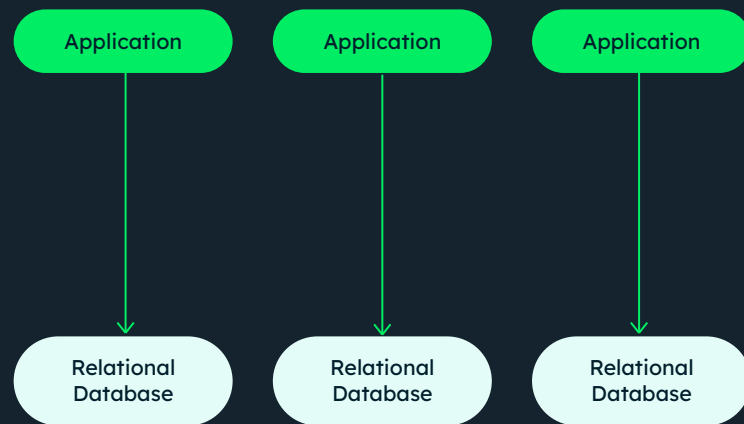 Application
Application
Application
Relational
Database
Relational
Database
Relational
Database